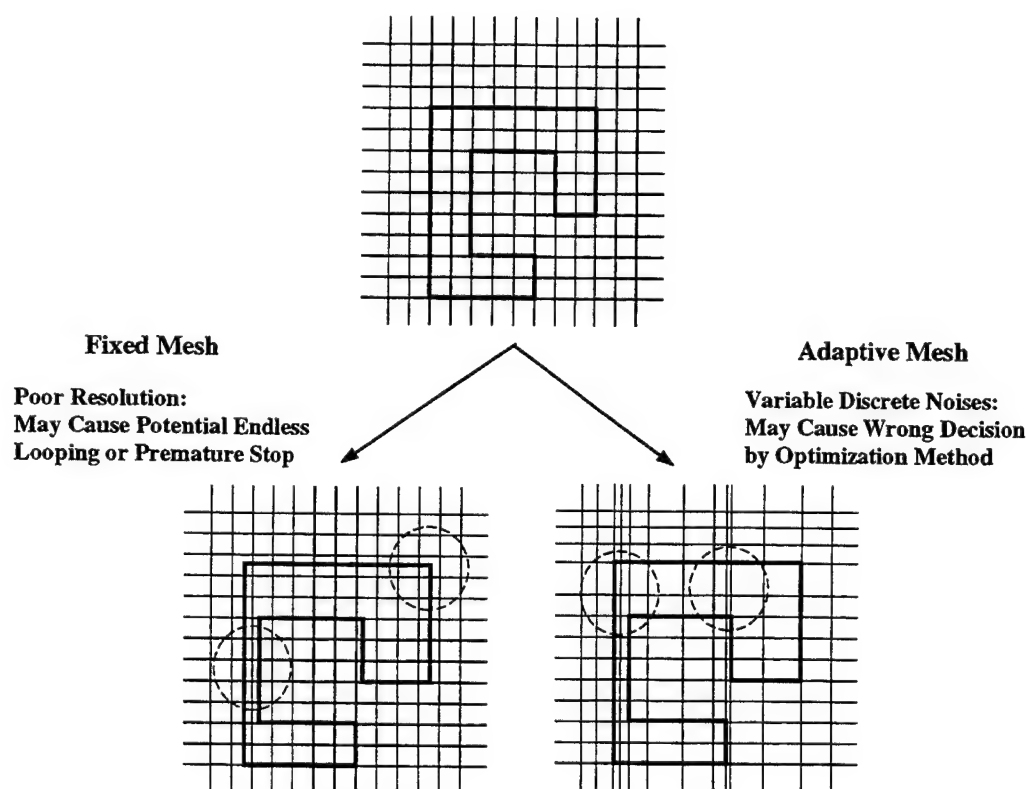 Fixed Mesh
Poor Resolution:
May Cause Potential Endless
Looping or Premature Stop
Adaptive Mesh
Variable Discrete Noises:
May Cause Wrong Decision
by Optimization Method